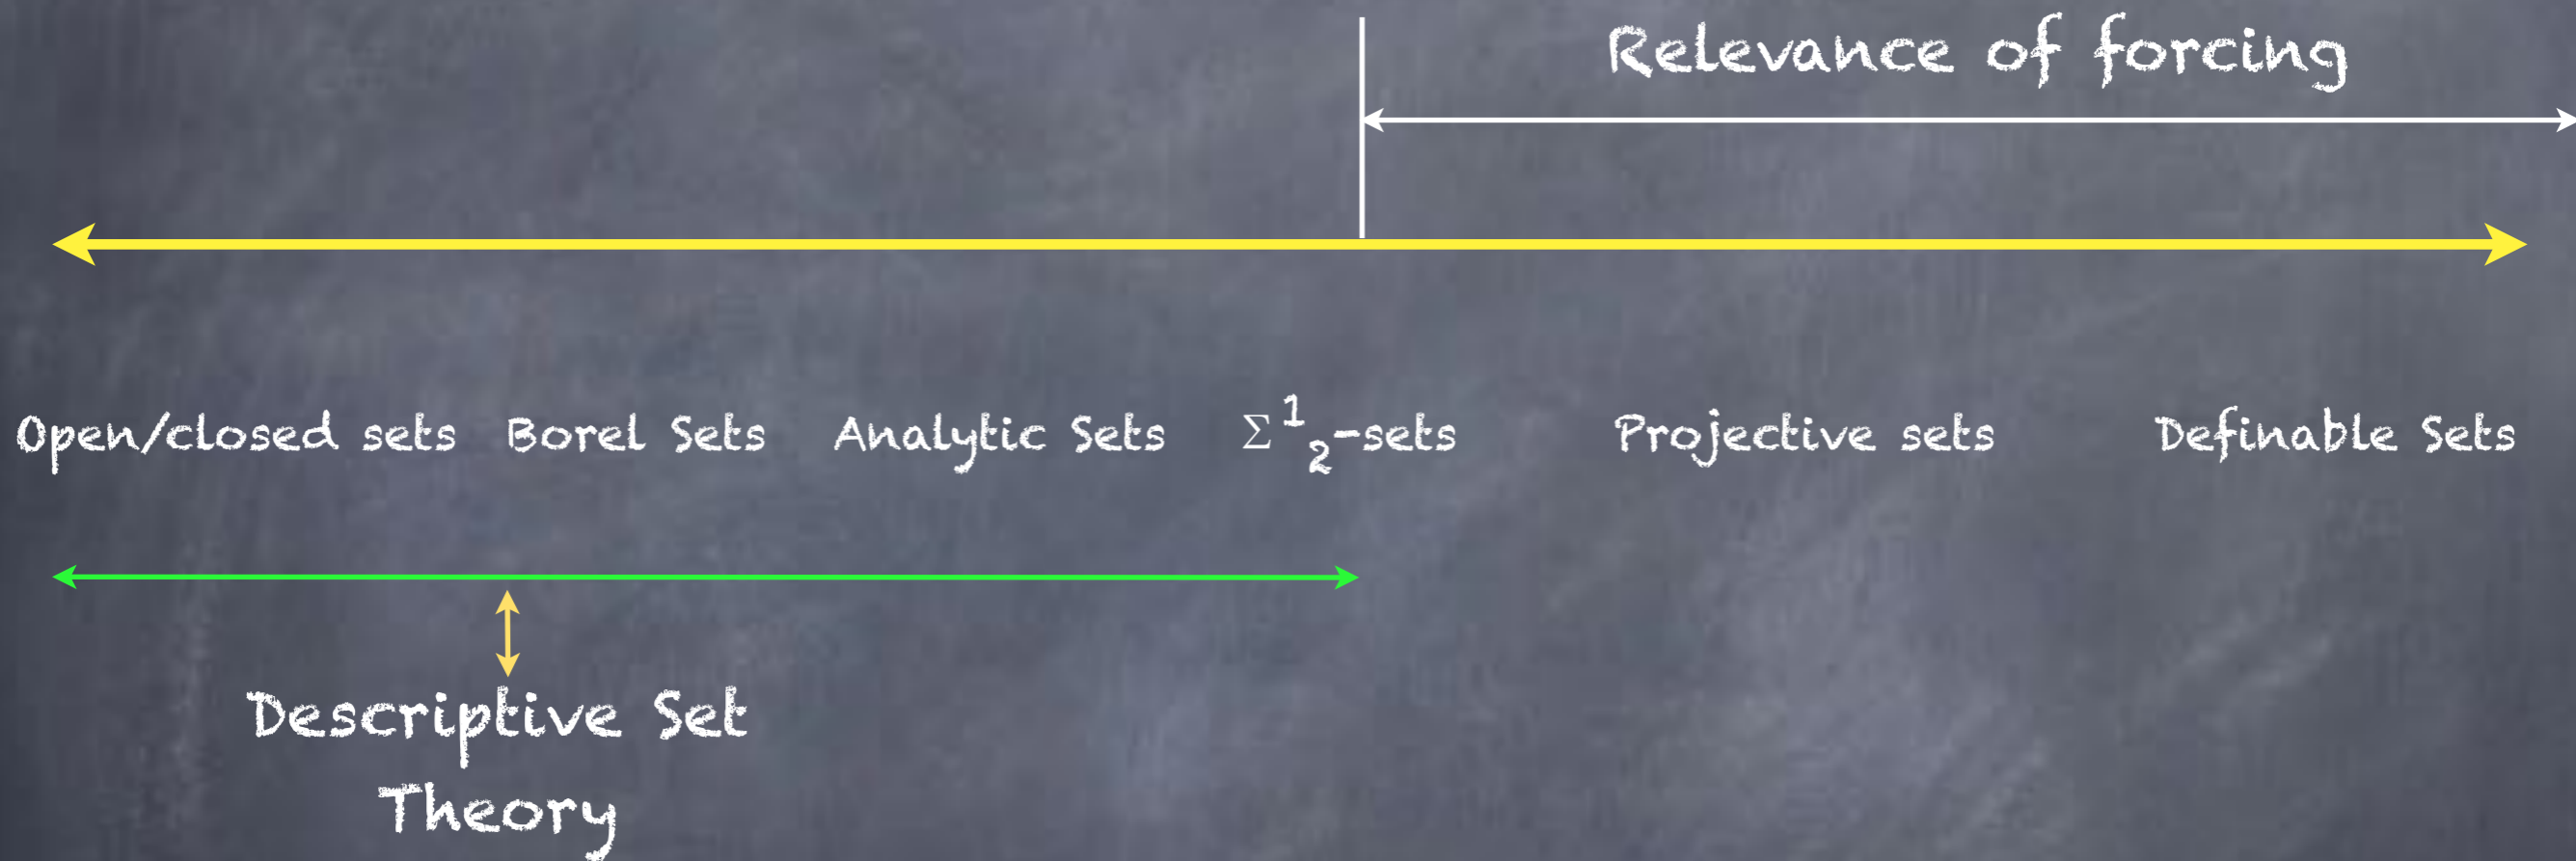 Relevance of forcing
Open/closed sets Borel Sets Analytic Sets Σ¹₂-sets Projective sets Definable Sets
Descriptive Set
Theory